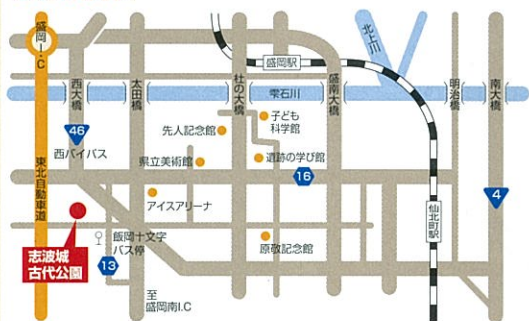 盛岡I.C
北上川
盛岡駅
西大橋
太田橋
杜の大橋
雫石川
盛南大橋
明治橋
南大橋
46
西バイパス
先人記念館
子ども
科学館
県立美術館
遺跡の学び館
16
東北自動車道
アイスアリーナ
4
仙北町駅
飯岡十文字
バス停
原敬記念館
志波城
古代公園
13
至
盛岡南I.C